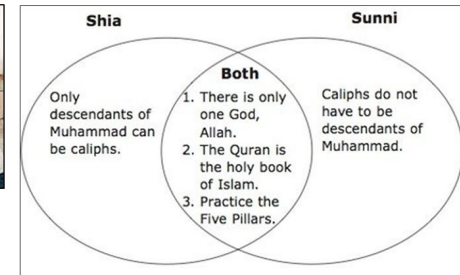 Shia
Sunni
Both
Only
descendants of
Muhammad can
be caliphs.
1. There is only
one God,
Allah.
2. The Quran is
the holy book
of Islam.
3. Practice the
Five Pillars.
Caliphs do not
have to be
descendants of
Muhammad.